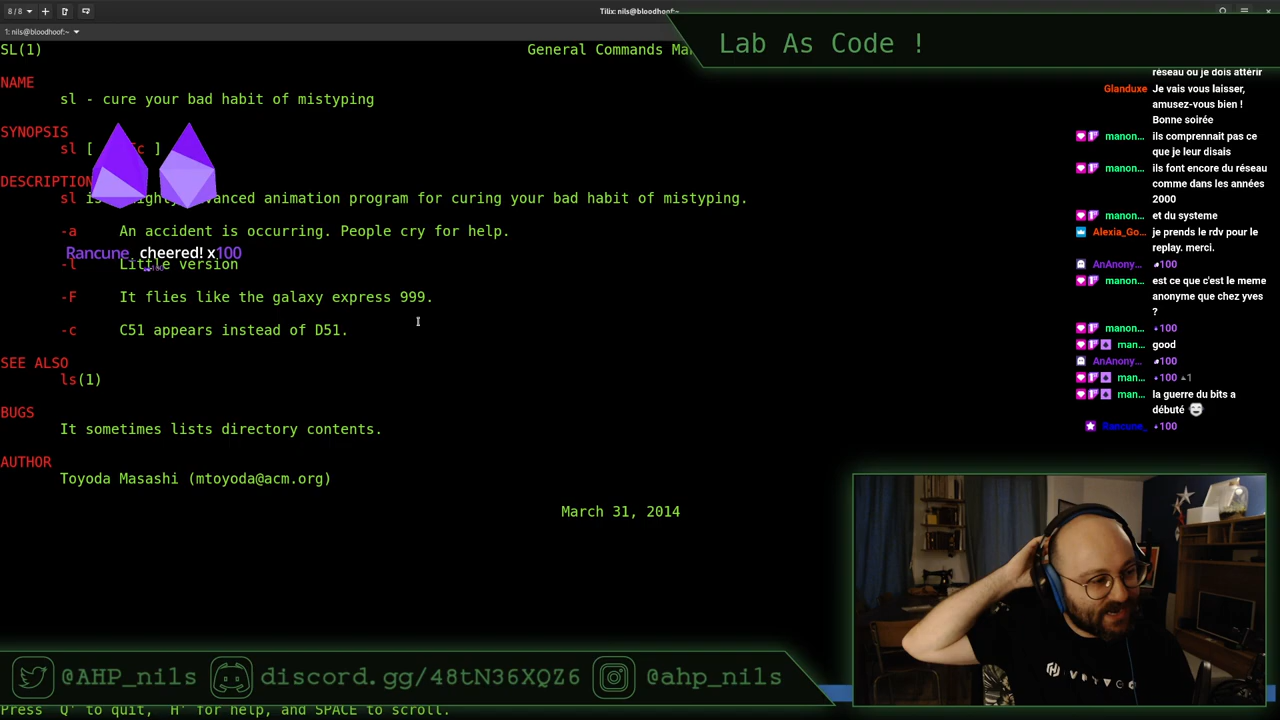 8 / 8
Tilix: nils@bloodhoof:~
1: nils@bloodhoof:~
Lab As Code !
SL(1)
General Commands Ma
NAME
sl - cure your bad habit of mistyping
SYNOPSIS
sl [ c ]
DESCRIPTION
sl is highly advanced animation program for curing your bad habit of mistyping.
-a An accident is occurring. People cry for help.
Rancune_ cheered! x100
-l Little version
-F It flies like the galaxy express 999.
-c C51 appears instead of D51.
SEE ALSO
ls(1)
BUGS
It sometimes lists directory contents.
AUTHOR
Toyoda Masashi (mtoyoda@acm.org)
March 31, 2014
réseau ou je dois attérir
Glanduxe Je vais vous laisser,
amusez-vous bien !
Bonne soirée
manon... ils comprennait pas ce
que je leur disais
manon... ils font encore du réseau
comme dans les années
2000
manon... et du systeme
Alexia_Go... je prends le rdv pour le
replay. merci.
AnAnony... 100
manon... est ce que c'est le meme
anonyme que chez yves
?
manon... 100
man... good
AnAnony... 100
man... 100 1
man... la guerre du bits a
débuté
Rancune_ 100
@AHP_nils discord.gg/48tN36XQZ6 @ahp_nils
Press 'Q' to quit, 'H' for help, and SPACE to scroll.